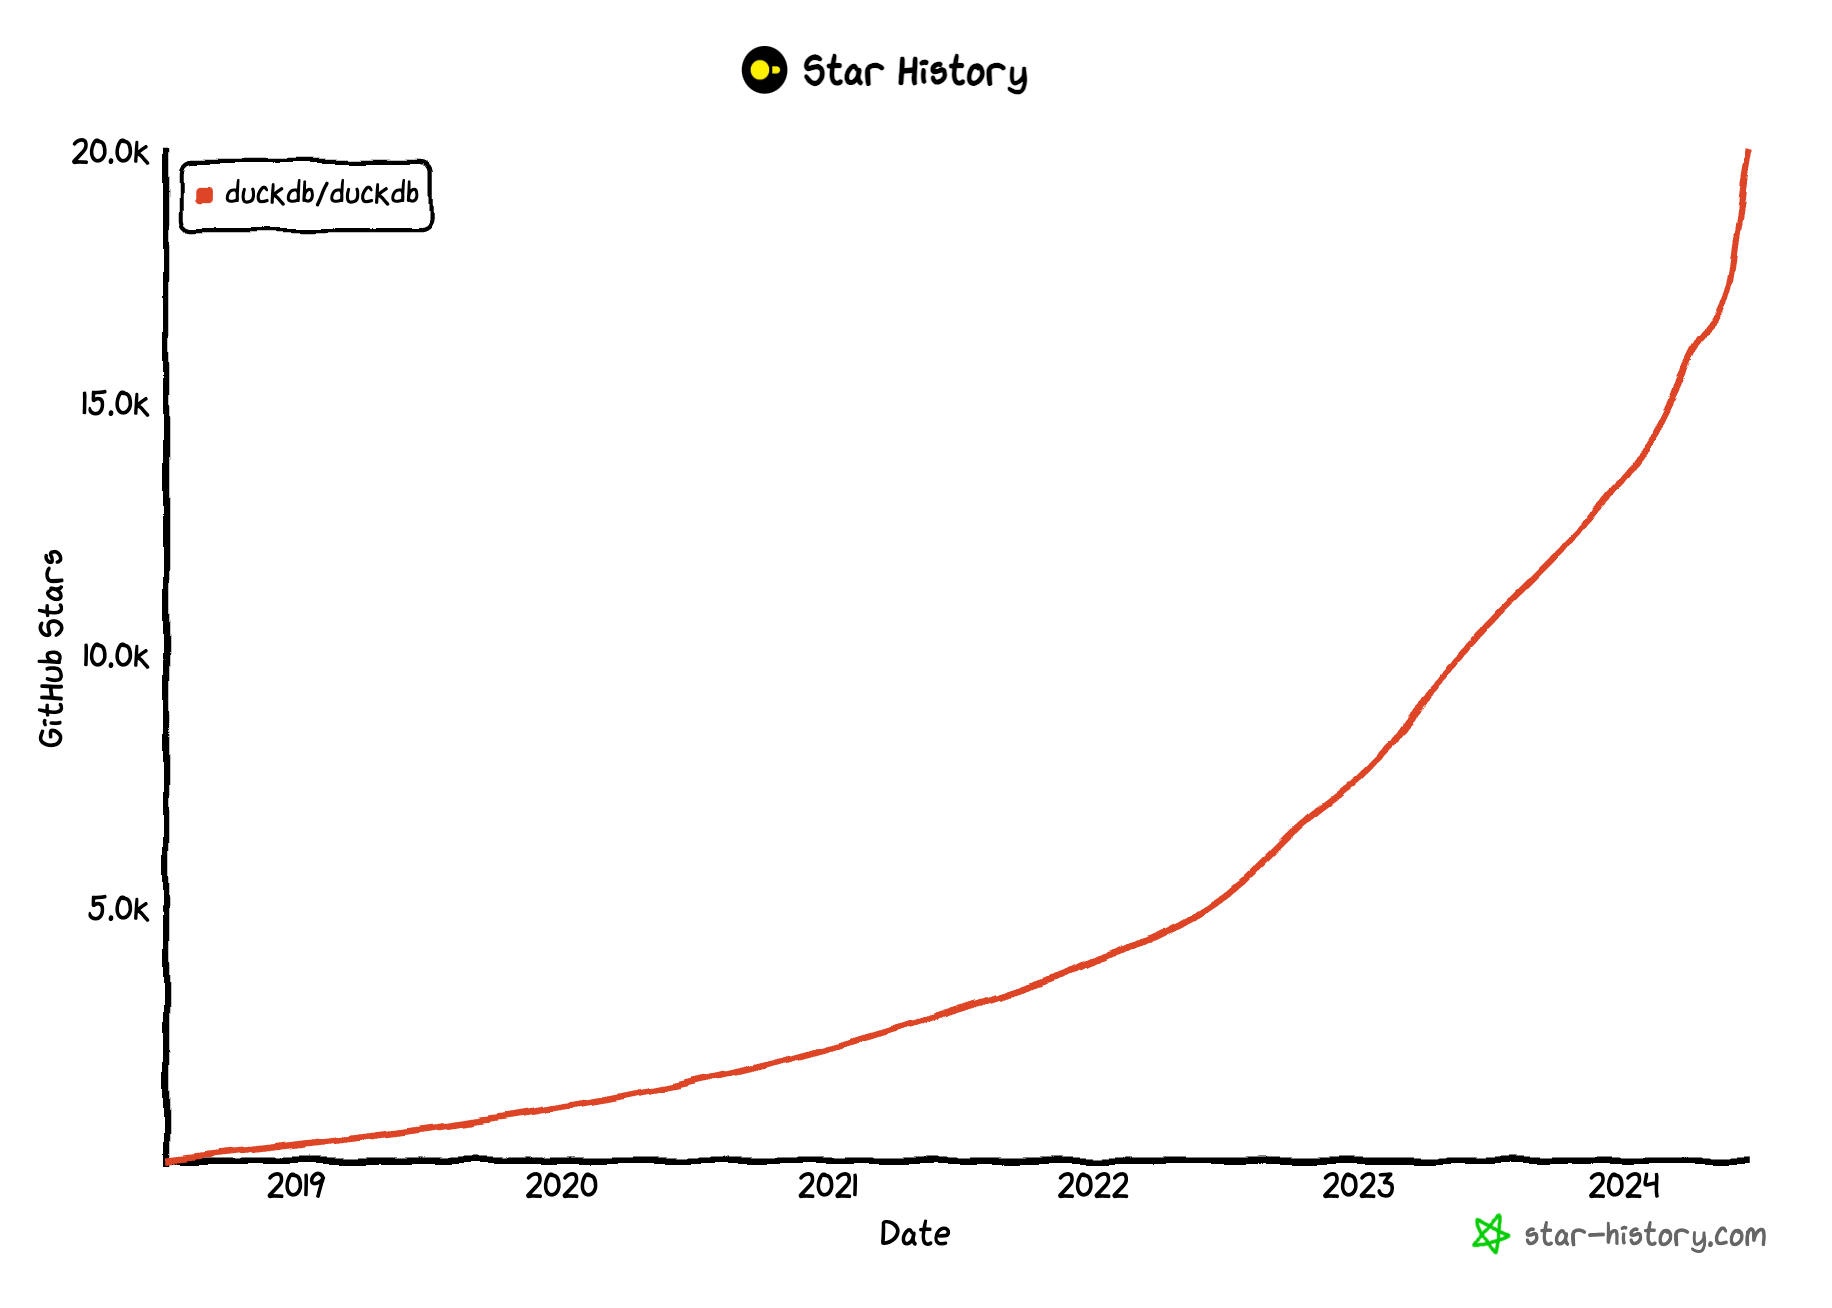 Star History
duckdb/duckdb
20.0K
15.0K
10.0K
5.0K
GitHub Stars
2019 2020 2021 2022 2023 2024
Date
star-history.com